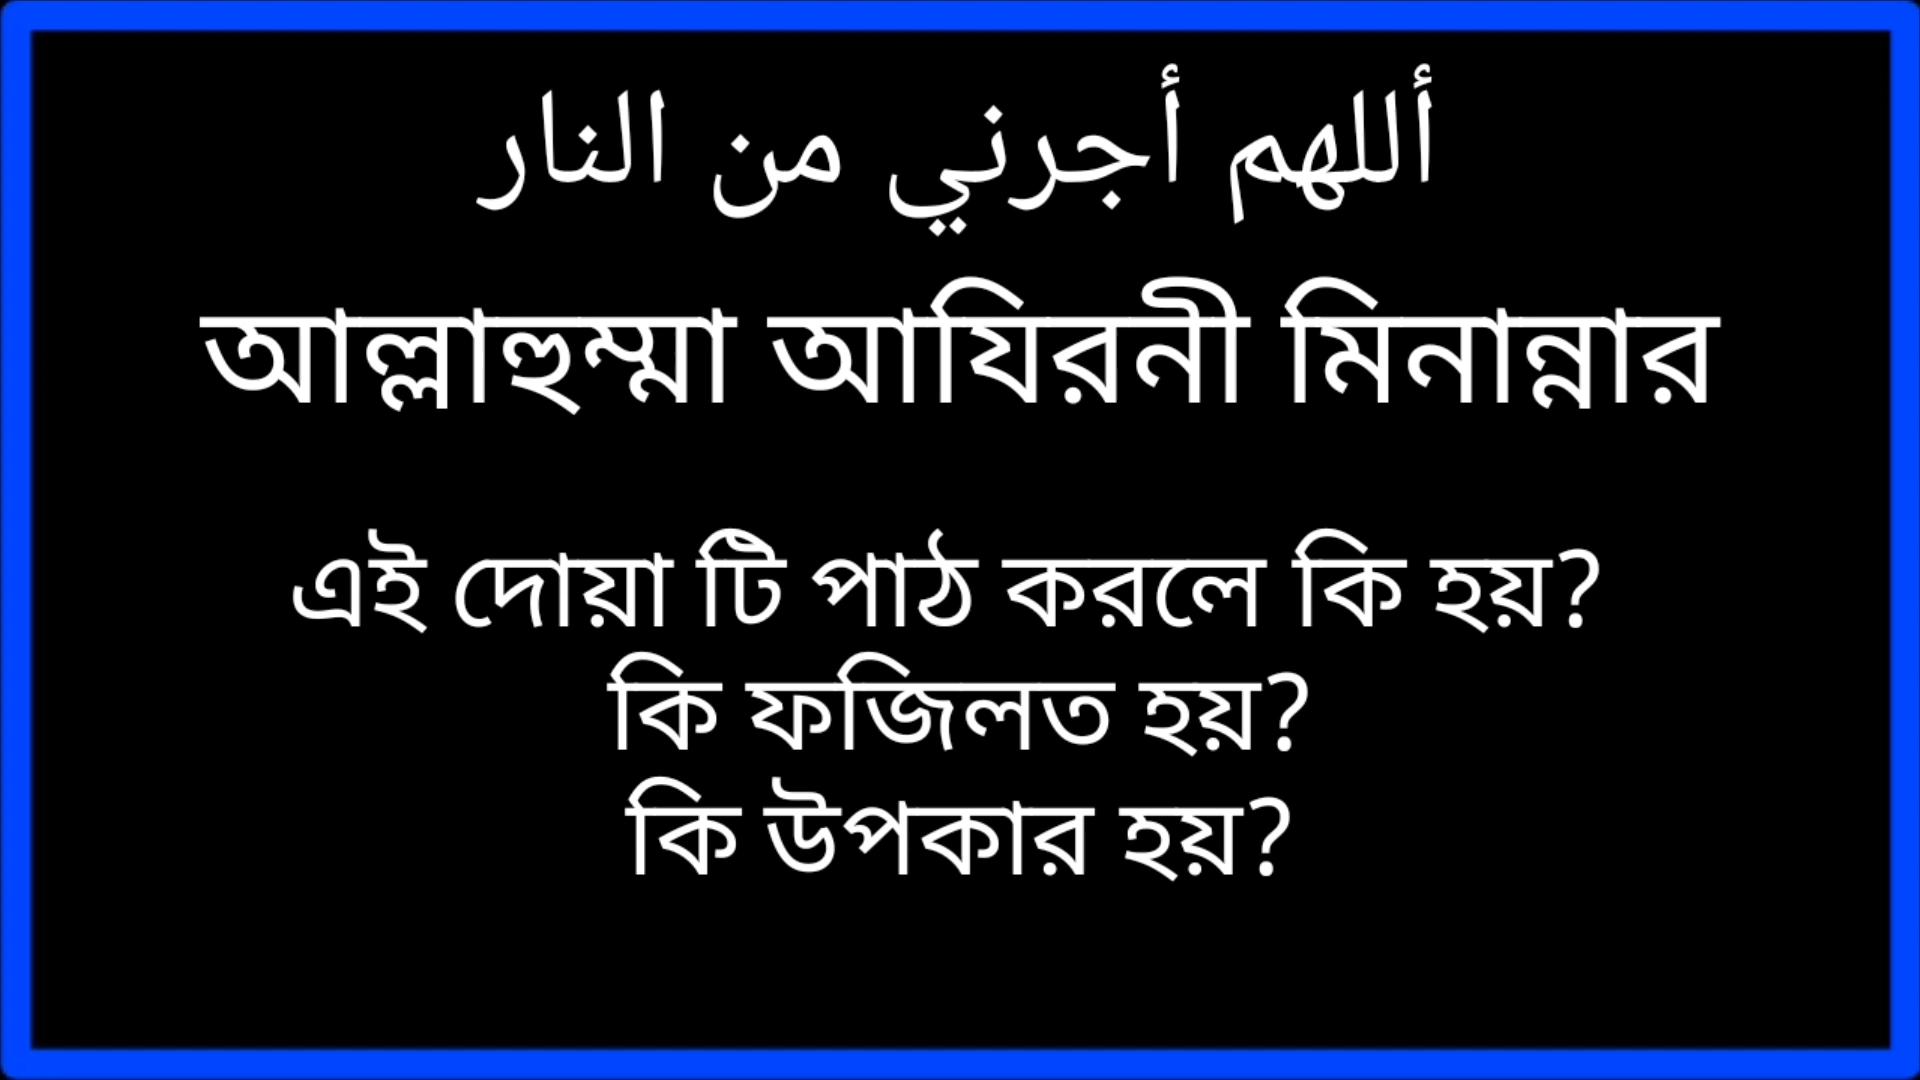 أللهم أجرني من النار
আল্লাহুম্মা আযিরনী মিনান্নার
এই দোয়া টি পাঠ করলে কি হয়?
কি ফজিলত হয়?
কি উপকার হয়?